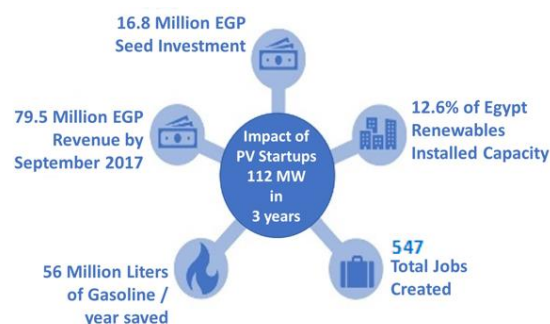 16.8 Million EGP
Seed Investment
79.5 Million EGP
Revenue by
September 2017
12.6% of Egypt
Renewables
Installed Capacity
Impact of
PV Startups
112 MW
in
3 years
56 Million Liters
of Gasoline /
year saved
547
Total Jobs
Created